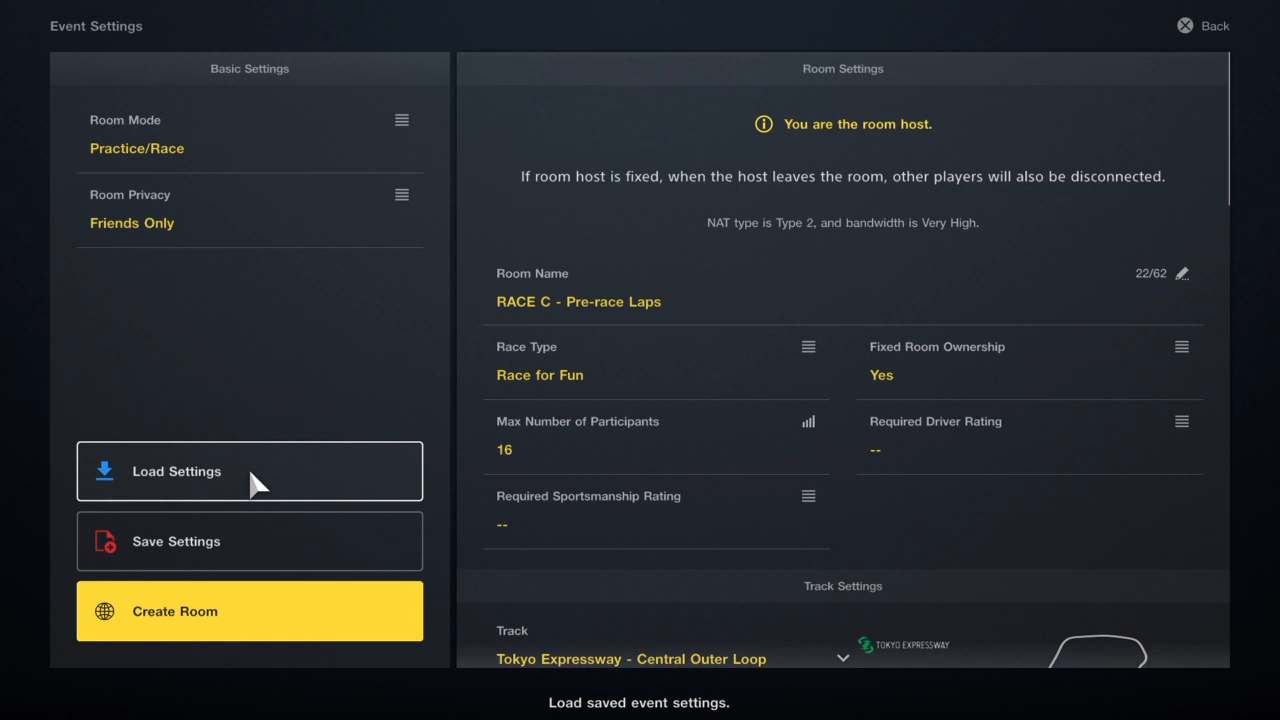 Event Settings
Back
Basic Settings
Room Mode
Practice/Race
Room Privacy
Friends Only
Load Settings
Save Settings
Create Room
Room Settings
You are the room host.
If room host is fixed, when the host leaves the room, other players will also be disconnected.
NAT type is Type 2, and bandwidth is Very High.
Room Name
22/62
RACE C - Pre-race Laps
Race Type
Race for Fun
Fixed Room Ownership
Yes
Max Number of Participants
16
Required Driver Rating
--
Required Sportsmanship Rating
--
Track Settings
Track
Tokyo Expressway - Central Outer Loop
TOKYO EXPRESSWAY
Load saved event settings.